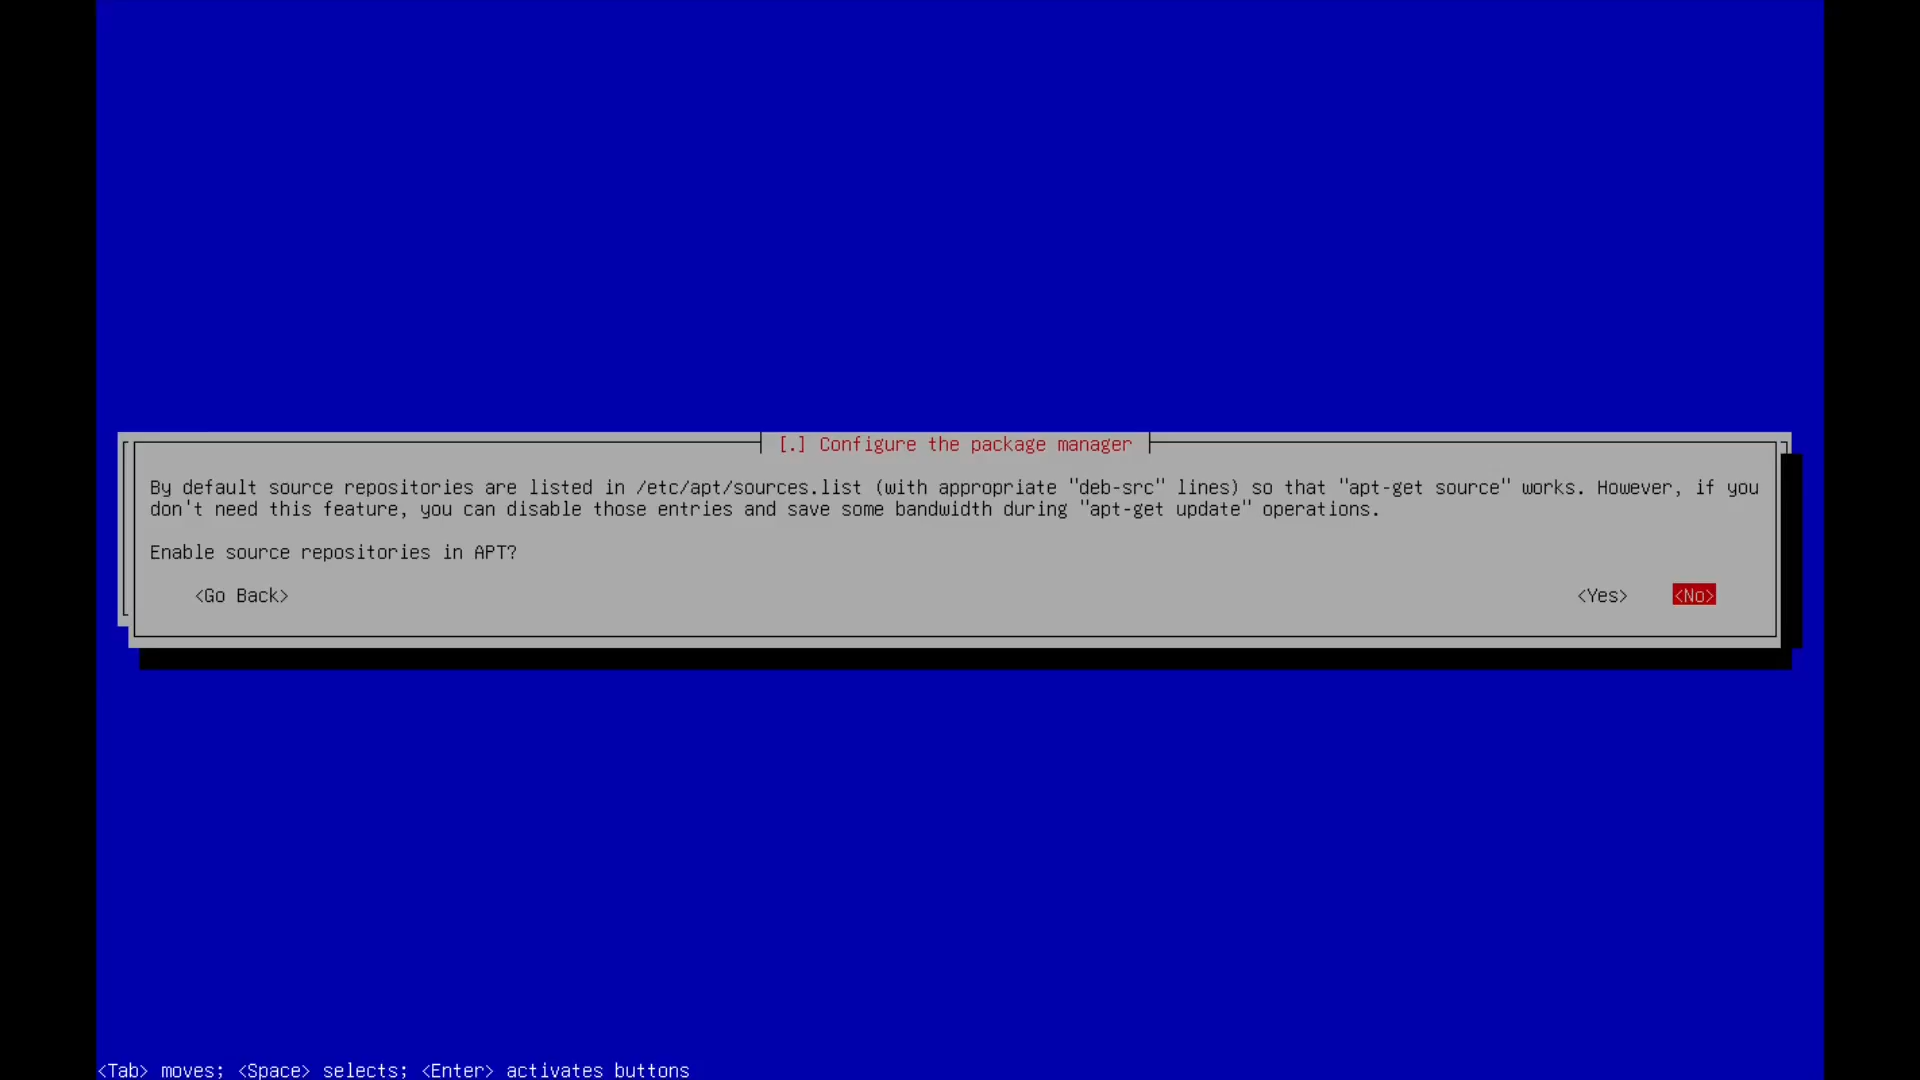 [.] Configure the package manager
By default source repositories are listed in /etc/apt/sources.list (with appropriate "deb-src" lines) so that "apt-get source" works. However, if you
don't need this feature, you can disable those entries and save some bandwidth during "apt-get update" operations.
Enable source repositories in APT?
<Go Back> <Yes> <No>
<Tab> moves; <Space> selects; <Enter> activates buttons